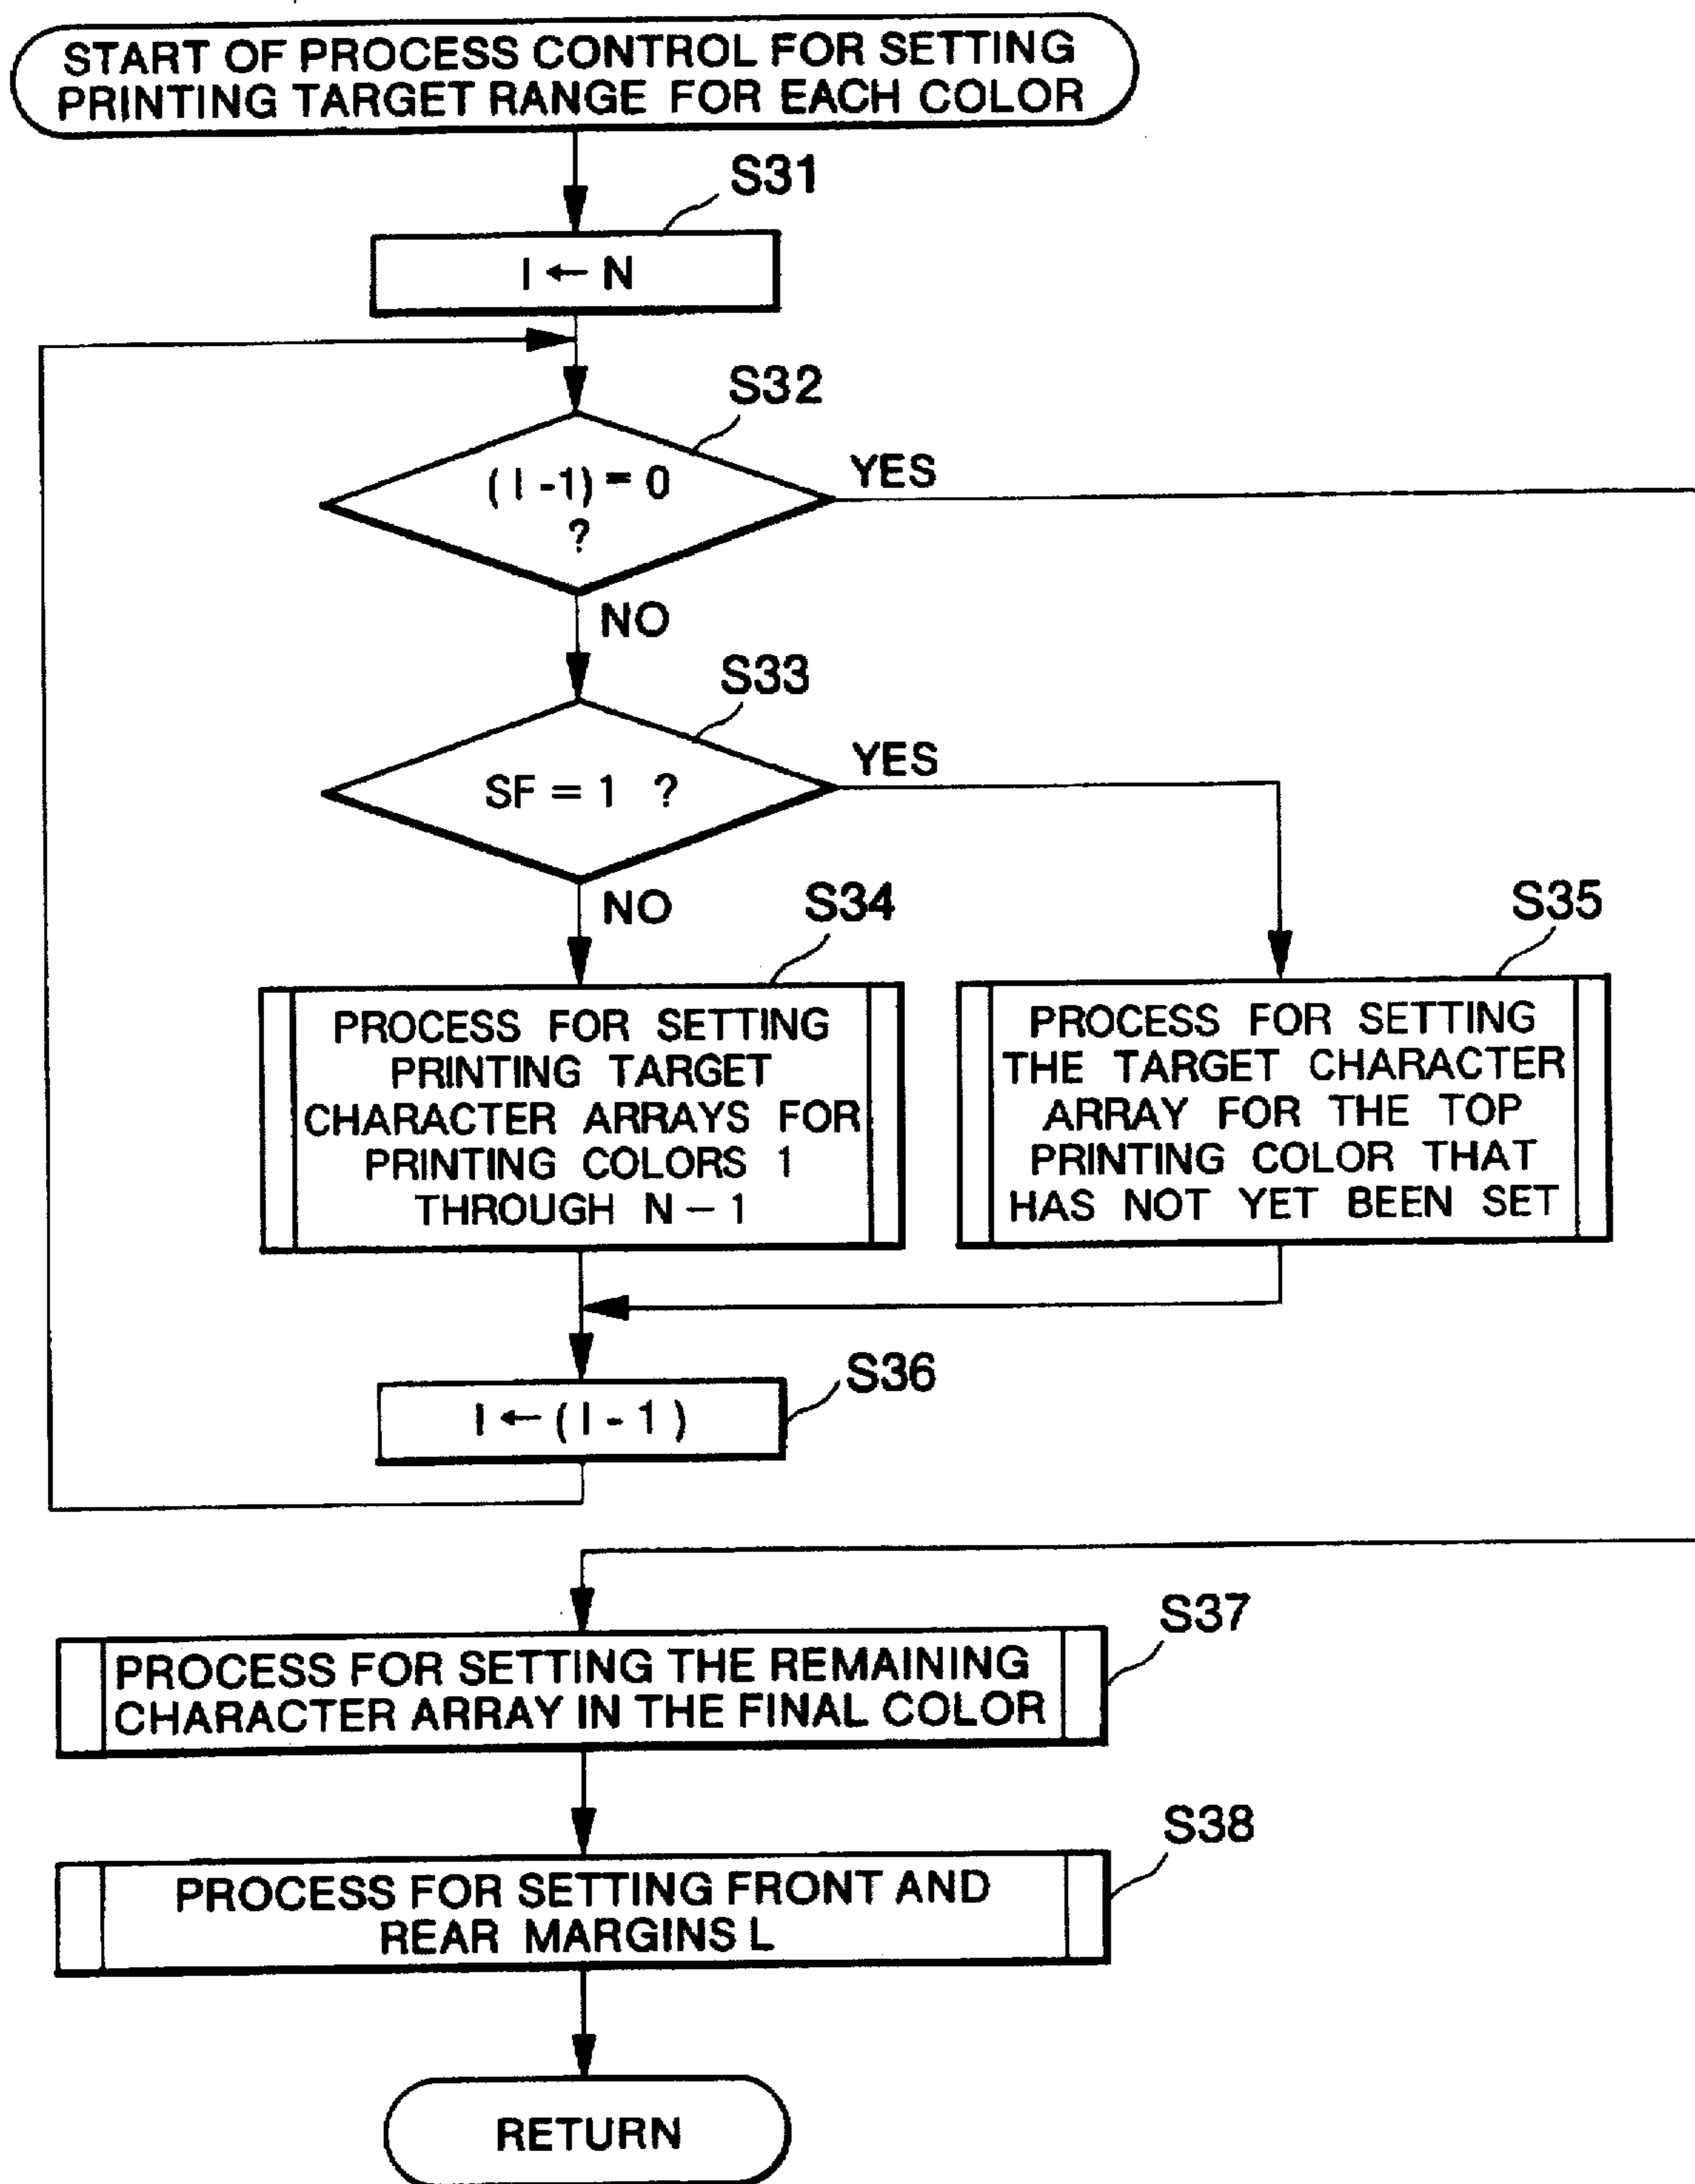 START OF PROCESS CONTROL FOR SETTING
PRINTING TARGET RANGE FOR EACH COLOR
S31
I ← N
S32
(I-1) = 0
?
YES
NO
S33
SF = 1 ?
YES
NO
S34
PROCESS FOR SETTING
PRINTING TARGET
CHARACTER ARRAYS FOR
PRINTING COLORS 1
THROUGH N – 1
S35
PROCESS FOR SETTING
THE TARGET CHARACTER
ARRAY FOR THE TOP
PRINTING COLOR THAT
HAS NOT YET BEEN SET
S36
I ← (I - 1)
S37
PROCESS FOR SETTING THE REMAINING
CHARACTER ARRAY IN THE FINAL COLOR
S38
PROCESS FOR SETTING FRONT AND
REAR MARGINS L
RETURN